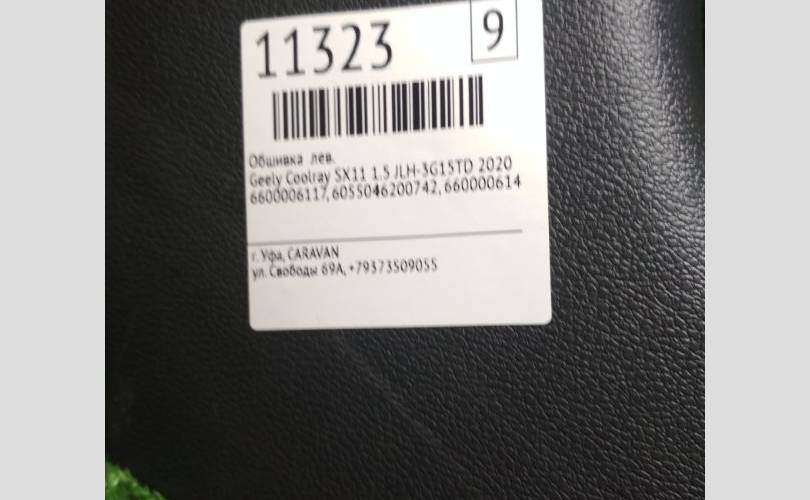 11323
9
Обшивка лев.
Geely Coolray SX11 1.5 JLH-3G15TD 2020
6600006117, 6055046200742, 660000614
г. Уфа, CARAVAN
ул. Свободы 69А, +79373509055